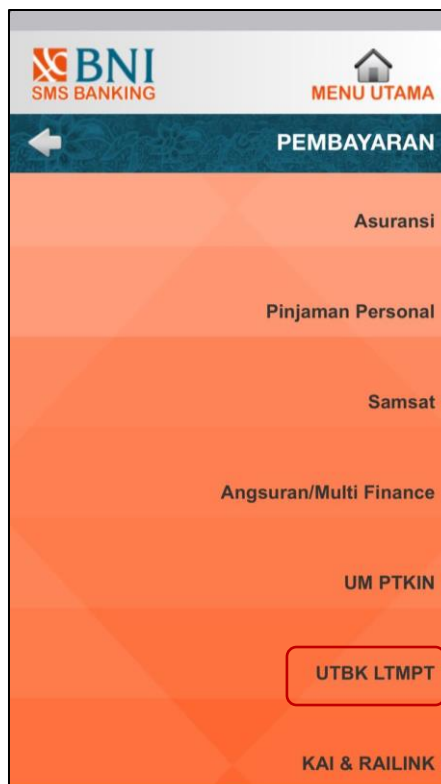 BNI
SMS BANKING
MENU UTAMA
PEMBAYARAN
Asuransi
Pinjaman Personal
Samsat
Angsuran/Multi Finance
UM PTKIN
UTBK LTMPT
KAI & RAILINK